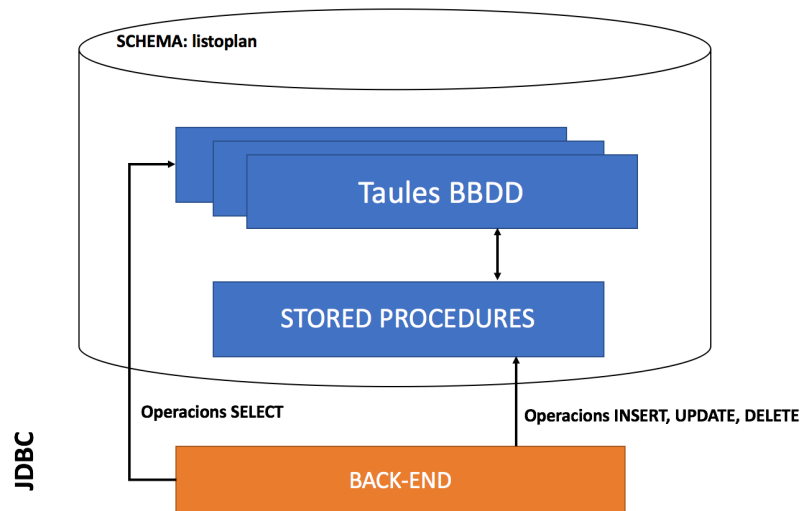 SCHEMA: listoplan
Taules BBDD
STORED PROCEDURES
Operacions SELECT
Operacions INSERT, UPDATE, DELETE
JDBC
BACK-END